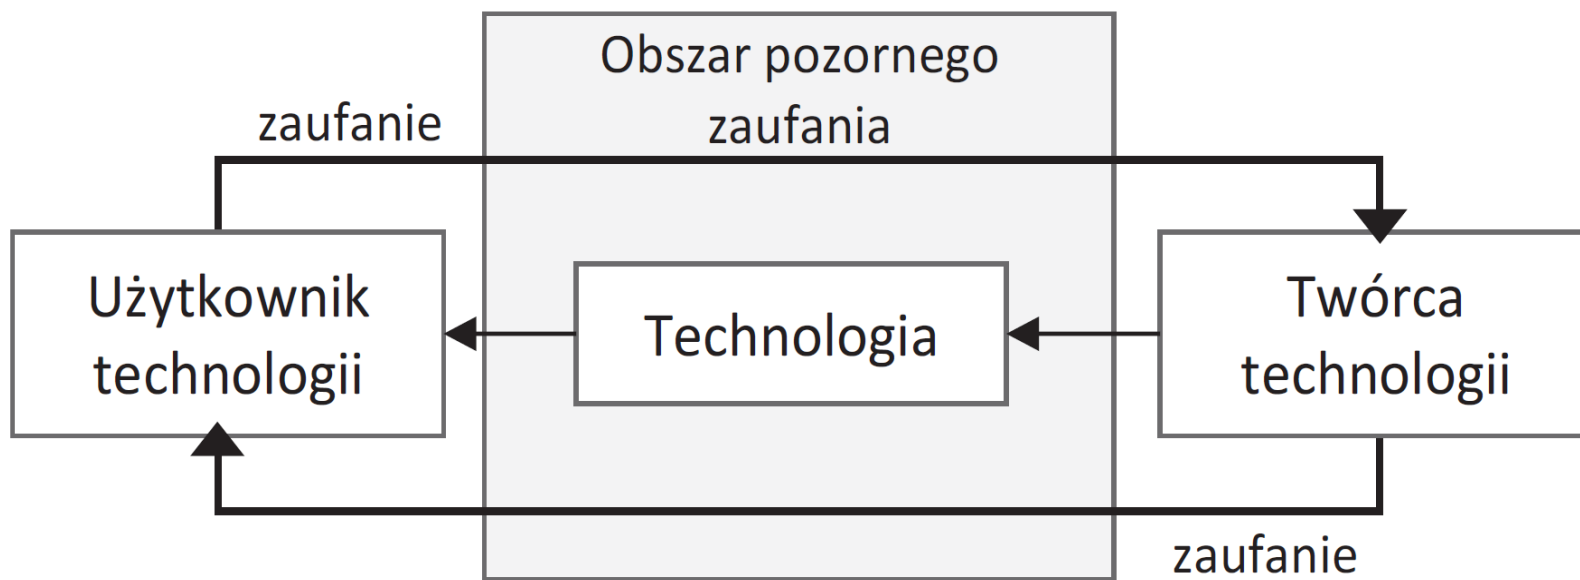 Obszar pozornego
zaufania
zaufanie
Użytkownik
technologii
Technologia
Twórca
technologii
zaufanie